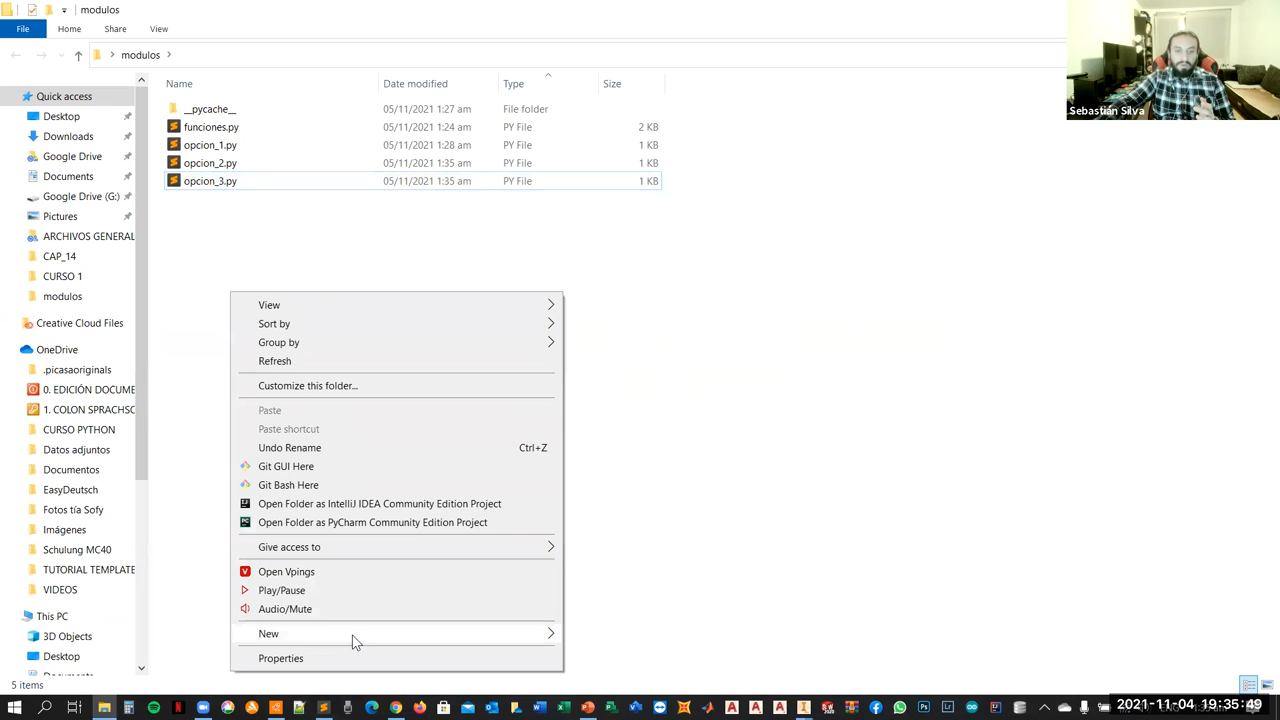 modulos
File
Home
Share
View
modulos
Name
Date modified
Type
Size
Quick access
Desktop
Downloads
Google Drive
Documents
Google Drive (G:)
Pictures
ARCHIVOS GENERAL
CAP_14
CURSO 1
modulos
Creative Cloud Files
OneDrive
.picasaoriginals
0. EDICIÓN DOCUME
1. COLON SPRACHSC
CURSO PYTHON
Datos adjuntos
Documentos
EasyDeutsch
Fotos tía Sofy
Imágenes
Schulung MC40
TUTORIAL TEMPLATE
VIDEOS
This PC
3D Objects
Desktop
__pycache__ 05/11/2021 1:27 am File folder
funciones.py 05/11/2021 1:24 am PY File 2 KB
opcion_1.py 05/11/2021 1:28 am PY File 1 KB
opcion_2.py 05/11/2021 1:35 am PY File 1 KB
opcion_3.py 05/11/2021 1:35 am PY File 1 KB
View
Sort by
Group by
Refresh
Customize this folder...
Paste
Paste shortcut
Undo Rename Ctrl+Z
Git GUI Here
Git Bash Here
Open Folder as IntelliJ IDEA Community Edition Project
Open Folder as PyCharm Community Edition Project
Give access to
Open Vpings
Play/Pause
Audio/Mute
New
Properties
5 items
Sebastián Silva
2021-11-04 19:35:49